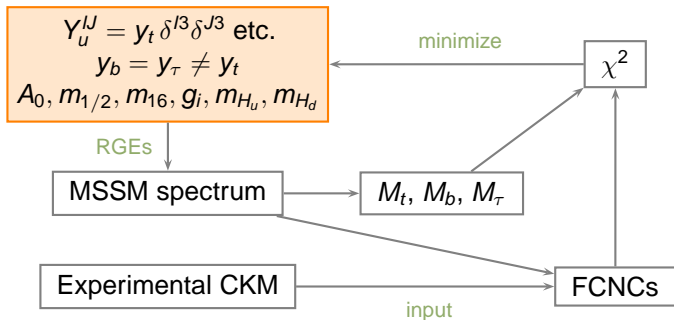 Y_u^{IJ} = y_t δ^{I3}δ^{J3} etc.
y_b = y_τ ≠ y_t
A_0, m_{1/2}, m_{16}, g_i, m_{H_u}, m_{H_d}
minimize
χ^2
RGEs
MSSM spectrum
M_t, M_b, M_τ
Experimental CKM
input
FCNCs